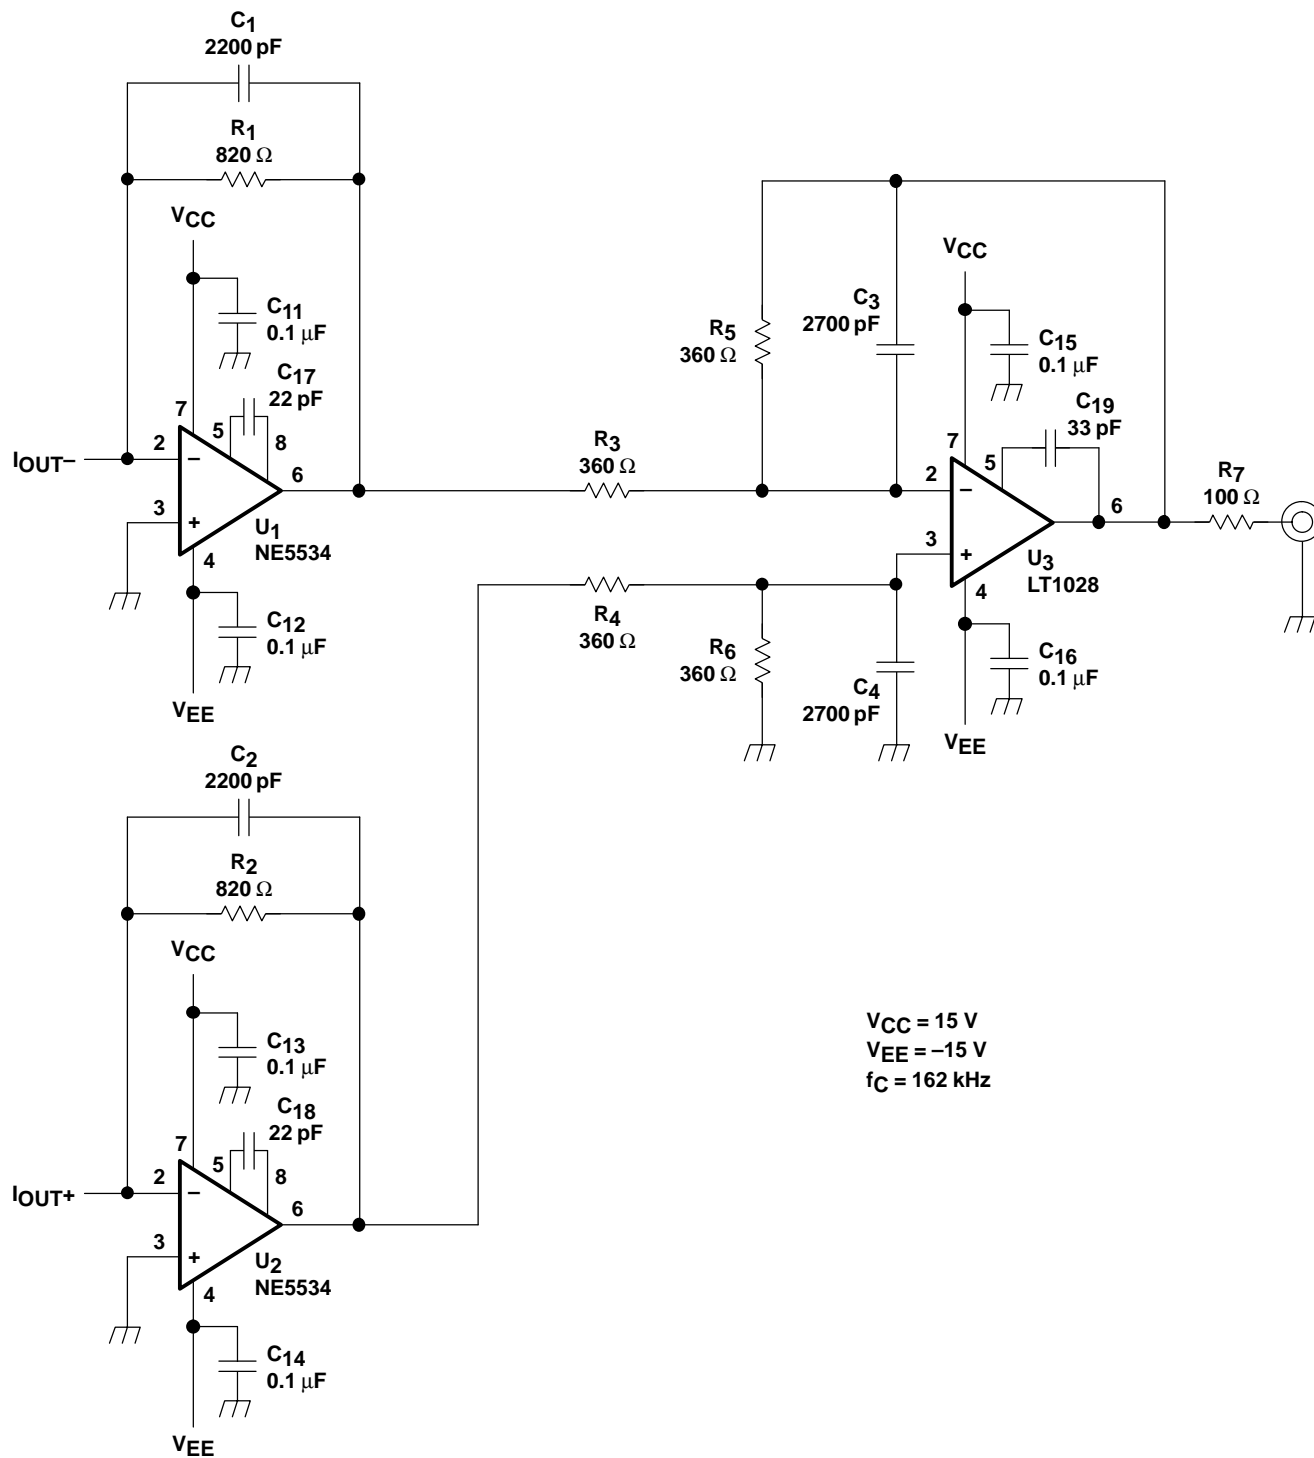 C1
2200 pF
R1
820 Ω
VCC
C11
0.1 μF
C17
22 pF
7
5
8
2
IOUT–
–
6
3
+
U1
NE5534
4
C12
0.1 μF
VEE
R3
360 Ω
R5
360 Ω
C3
2700 pF
VCC
C15
0.1 μF
C19
33 pF
7
5
2
–
6
R7
100 Ω
3
+
U3
LT1028
4
R4
360 Ω
R6
360 Ω
C4
2700 pF
C16
0.1 μF
VEE
C2
2200 pF
R2
820 Ω
VCC
C13
0.1 μF
C18
22 pF
7
5
8
2
IOUT+
–
6
3
+
U2
NE5534
4
C14
0.1 μF
VEE
VCC = 15 V
VEE = –15 V
fC = 162 kHz